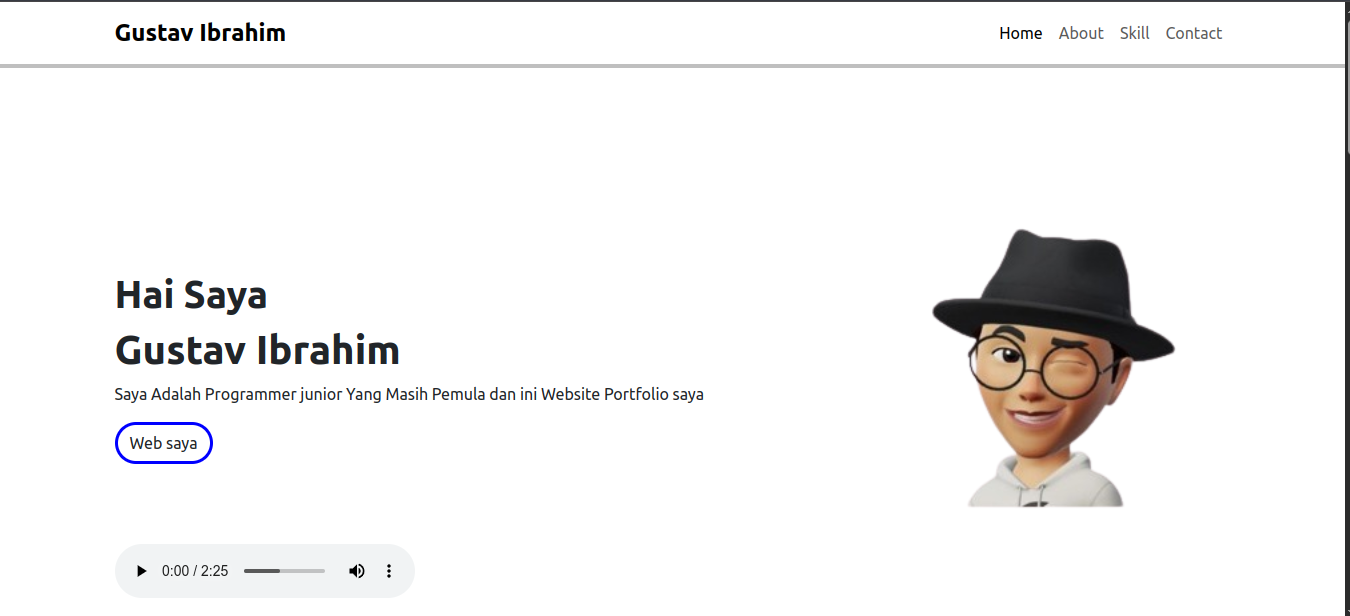 Gustav Ibrahim
Home About Skill Contact
Hai Saya
Gustav Ibrahim
Saya Adalah Programmer junior Yang Masih Pemula dan ini Website Portfolio saya
Web saya
0:00 / 2:25